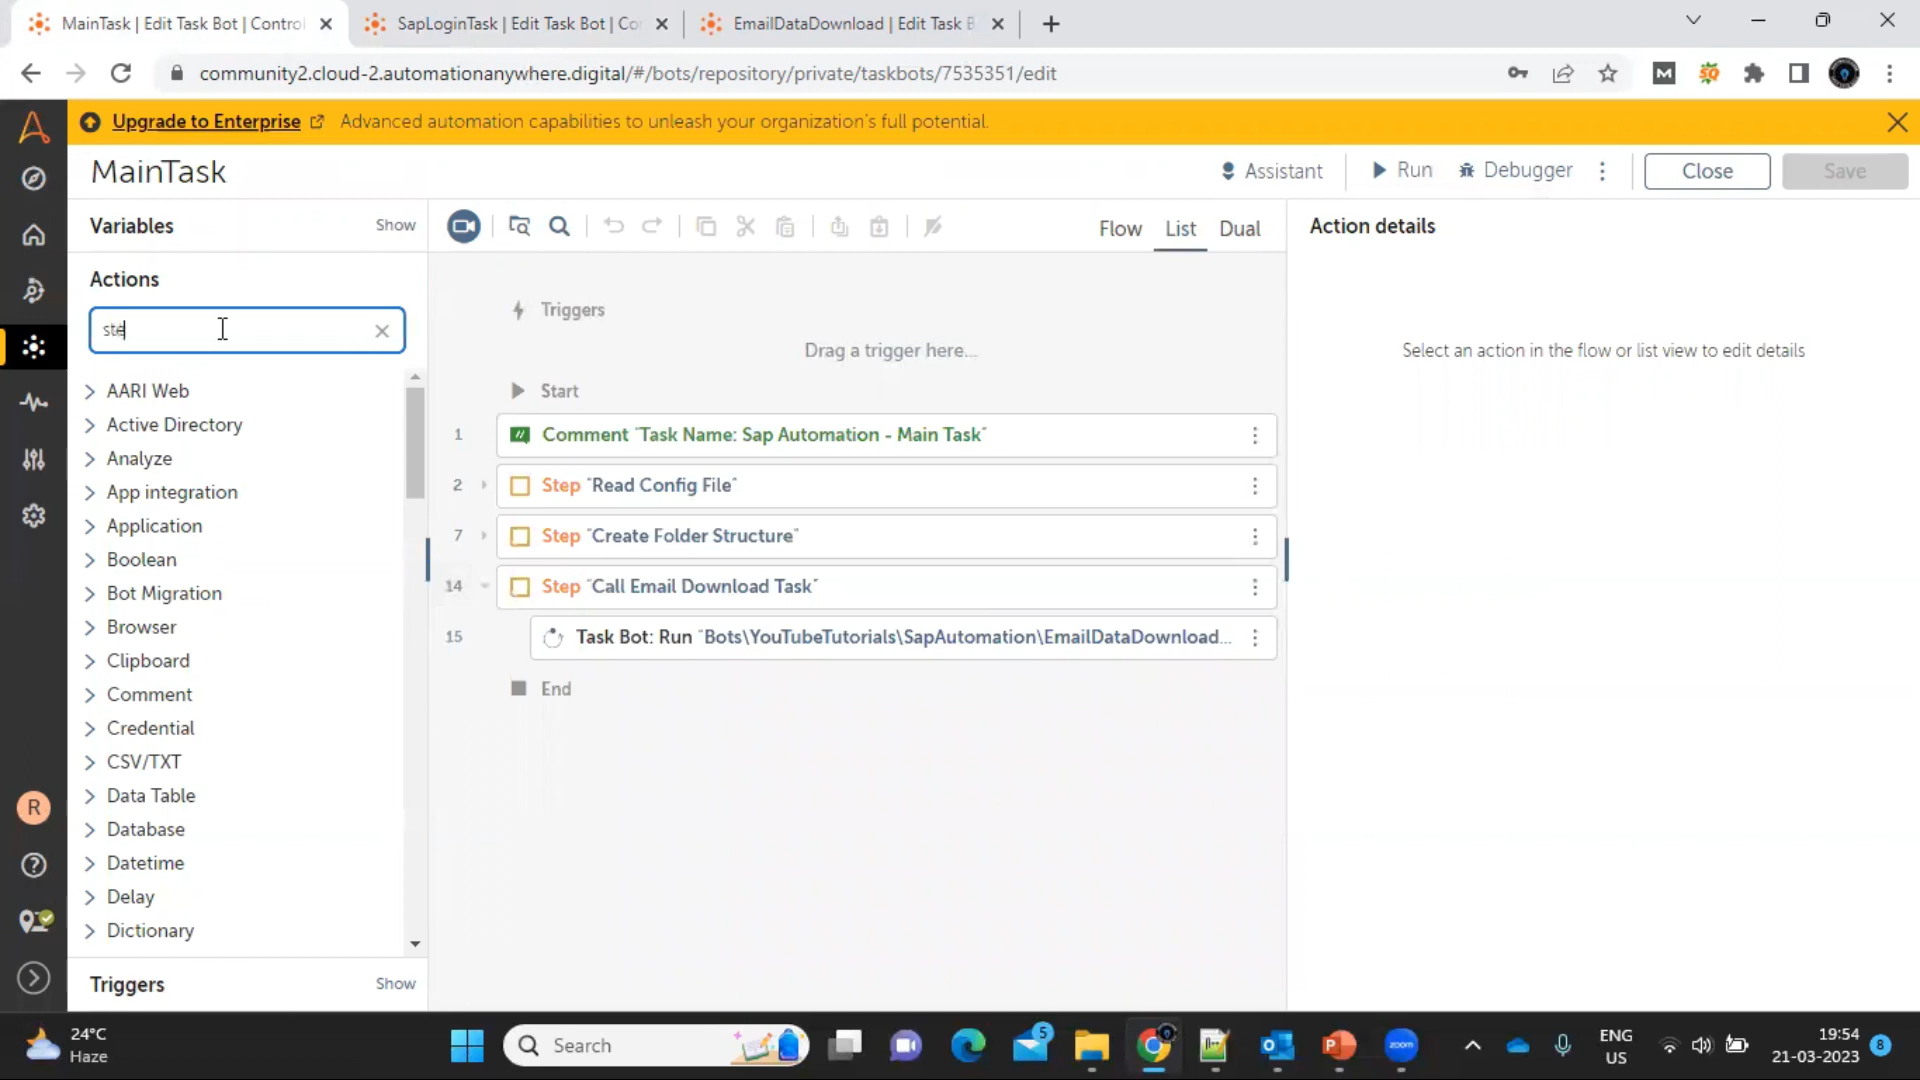 MainTask | Edit Task Bot | Control
SapLoginTask | Edit Task Bot | Co
EmailDataDownload | Edit Task B
community2.cloud-2.automationanywhere.digital/#/bots/repository/private/taskbots/7535351/edit
Upgrade to Enterprise
Advanced automation capabilities to unleash your organization's full potential.
MainTask
Assistant
Run
Debugger
Close
Save
Variables
Show
Flow
List
Dual
Action details
Actions
ste
Triggers
Drag a trigger here...
Select an action in the flow or list view to edit details
Start
1 Comment "Task Name: Sap Automation - Main Task"
2 Step "Read Config File"
7 Step "Create Folder Structure"
14 Step "Call Email Download Task"
15 Task Bot: Run "Bots\YouTubeTutorials\SapAutomation\EmailDataDownload...
End
AARI Web
Active Directory
Analyze
App integration
Application
Boolean
Bot Migration
Browser
Clipboard
Comment
Credential
CSV/TXT
Data Table
Database
Datetime
Delay
Dictionary
Triggers
Show
R
24°C
Haze
Search
5
zoom
ENG
US
19:54
21-03-2023
8